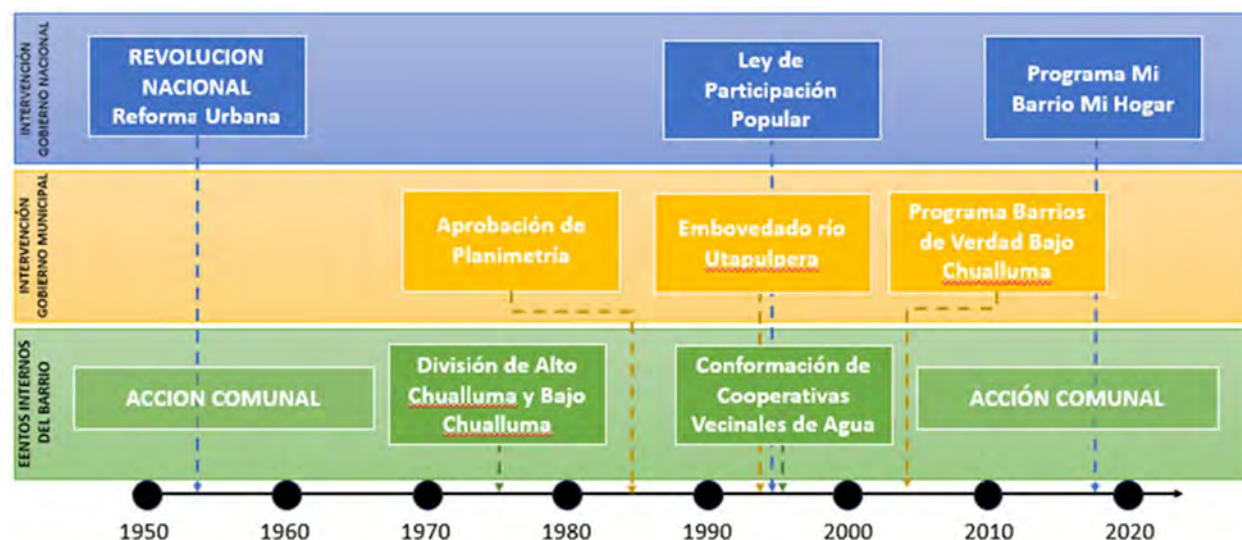 INTERVENCIÓN
GOBIERNO NACIONAL
REVOLUCION
NACIONAL
Reforma Urbana
Ley de
Participación
Popular
Programa Mi
Barrio Mi Hogar
INTERVENCIÓN
GOBIERNO MUNICIPAL
Aprobación de
Planimetría
Embovedado río
Utapulpera
Programa Barrios
de Verdad Bajo
Chualluma
EENTOS INTERNOS
DEL BARRIO
ACCION COMUNAL
División de Alto
Chualluma y Bajo
Chualluma
Conformación de
Cooperativas
Vecinales de Agua
ACCIÓN COMUNAL
1950 1960 1970 1980 1990 2000 2010 2020